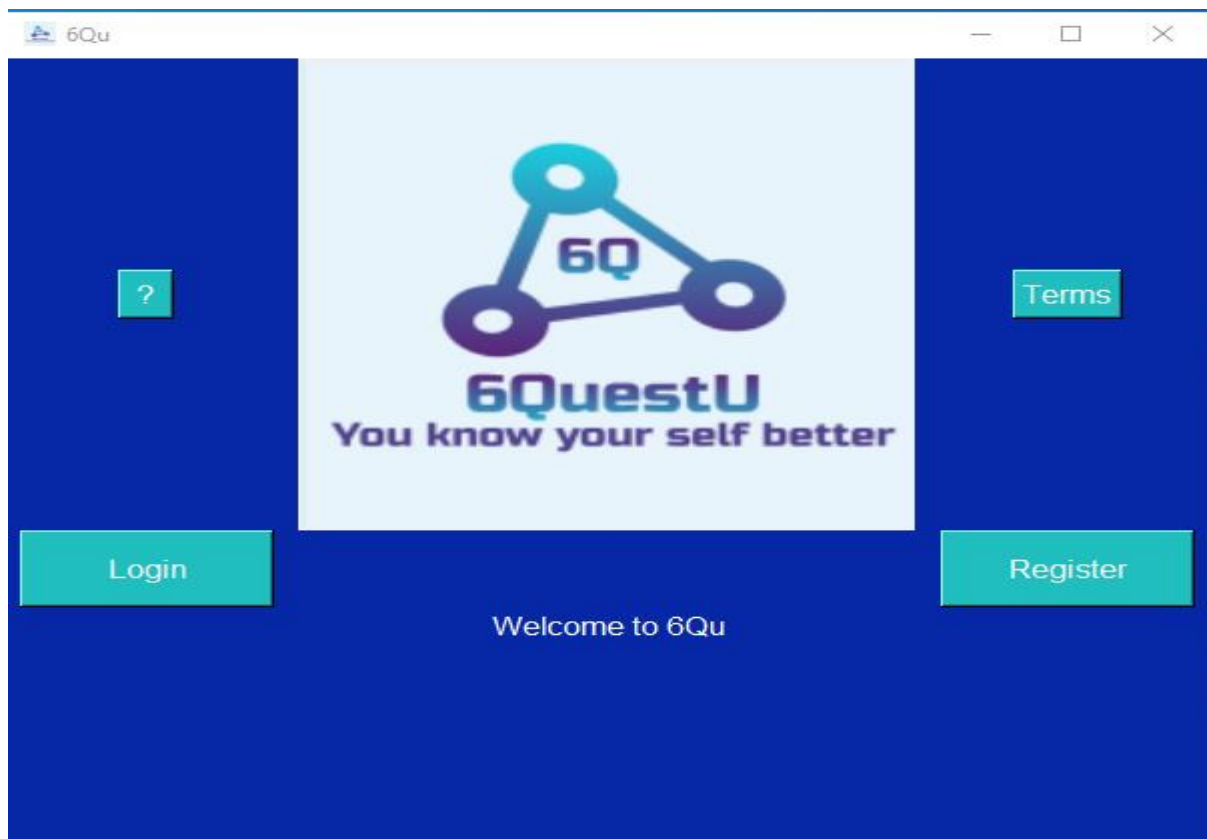 6Qu
6Q
?
Terms
6QuestU
You know your self better
Login
Register
Welcome to 6Qu